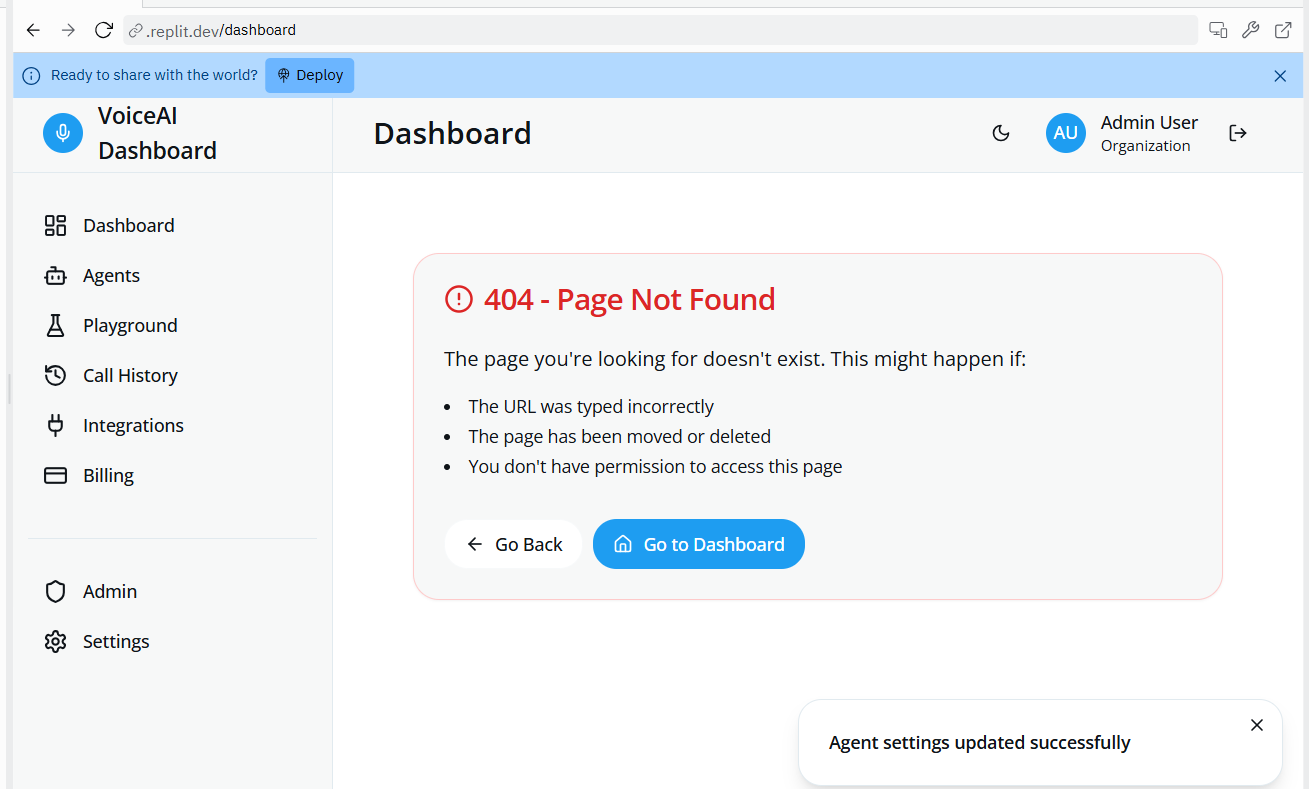 .replit.dev/dashboard
Ready to share with the world?
Deploy
VoiceAI
Dashboard
Dashboard
AU
Admin User
Organization
Dashboard
Agents
Playground
Call History
Integrations
Billing
Admin
Settings
404 - Page Not Found
The page you're looking for doesn't exist. This might happen if:
The URL was typed incorrectly
The page has been moved or deleted
You don't have permission to access this page
Go Back
Go to Dashboard
Agent settings updated successfully